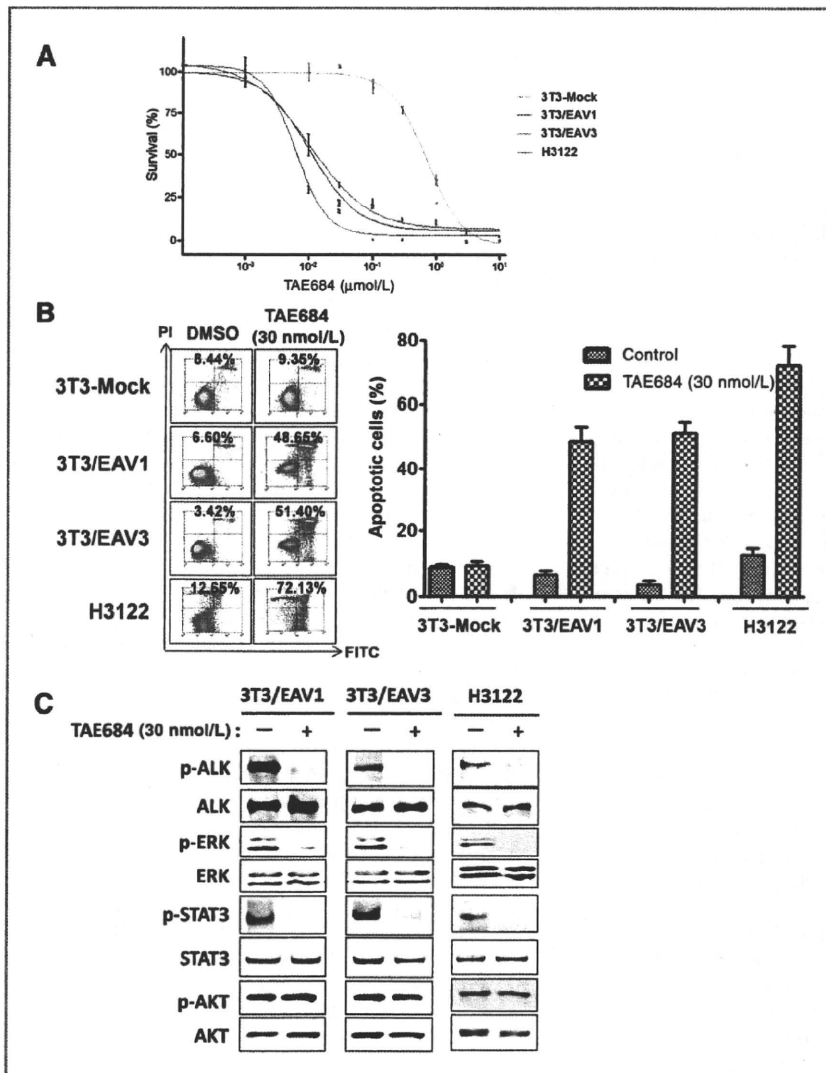 A
Survival (%)
100
75
50
25
0
10⁻³ 10⁻² 10⁻¹ 10⁰ 10¹
TAE684 (μmol/L)
3T3-Mock
3T3/EAV1
3T3/EAV3
H3122
B
PI
DMSO
TAE684
(30 nmol/L)
3T3-Mock
8.44% 9.35%
3T3/EAV1
6.60% 48.65%
3T3/EAV3
3.42% 51.40%
H3122
12.65% 72.13%
FITC
Apoptotic cells (%)
80
60
40
20
0
Control
TAE684 (30 nmol/L)
3T3-Mock 3T3/EAV1 3T3/EAV3 H3122
C
3T3/EAV1 3T3/EAV3 H3122
TAE684 (30 nmol/L) : − + − + − +
p-ALK
ALK
p-ERK
ERK
p-STAT3
STAT3
p-AKT
AKT